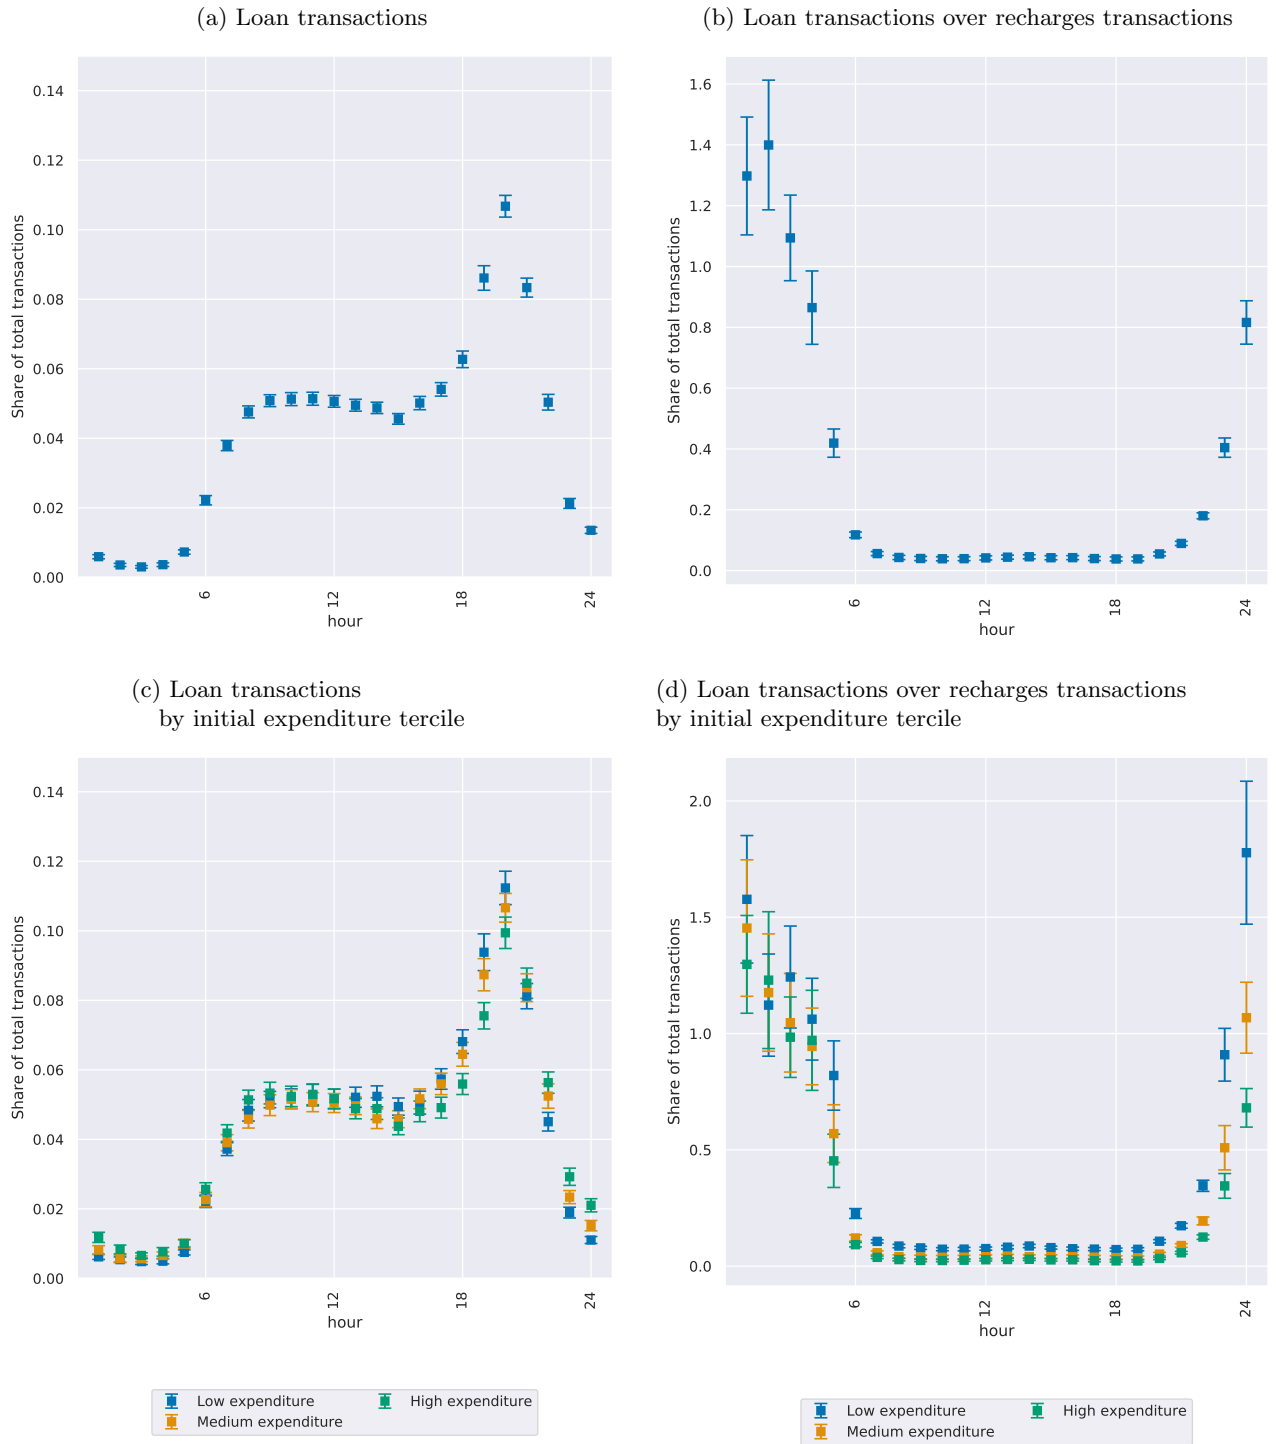 (a) Loan transactions
0.14
0.12
0.10
0.08
0.06
0.04
0.02
0.00
Share of total transactions
6
12
18
24
hour
(b) Loan transactions over recharges transactions
1.6
1.4
1.2
1.0
0.8
0.6
0.4
0.2
0.0
Share of total transactions
6
12
18
24
hour
(c) Loan transactions
by initial expenditure tercile
0.14
0.12
0.10
0.08
0.06
0.04
0.02
0.00
Share of total transactions
6
12
18
24
hour
Low expenditure
Medium expenditure
High expenditure
(d) Loan transactions over recharges transactions
by initial expenditure tercile
2.0
1.5
1.0
0.5
0.0
Share of total transactions
6
12
18
24
hour
Low expenditure
Medium expenditure
High expenditure